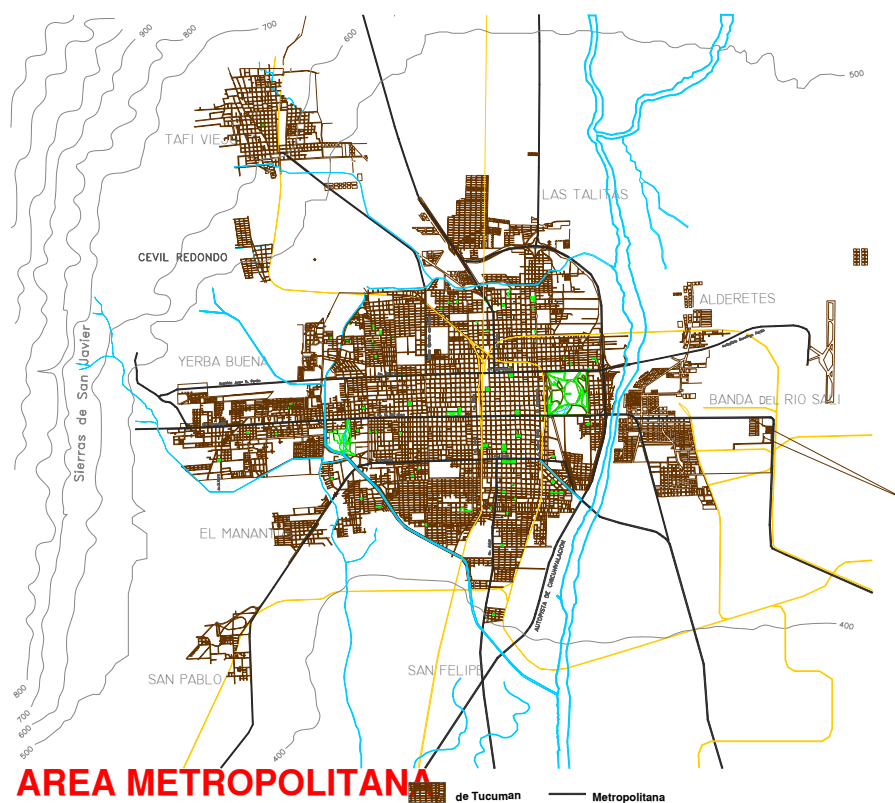 900
800
700
600
500
TAFI VIEJO
LAS TALITAS
CEVIL REDONDO
ALDERETES
Sierras de San Javier
YERBA BUENA
BANDA DEL RIO SALI
EL MANANTIAL
AUTOPISTA DE CIRCUNVALACION
400
SAN FELIPE
SAN PABLO
800
700
600
500
400
AREA METROPOLITANA
de Tucuman
Metropolitana